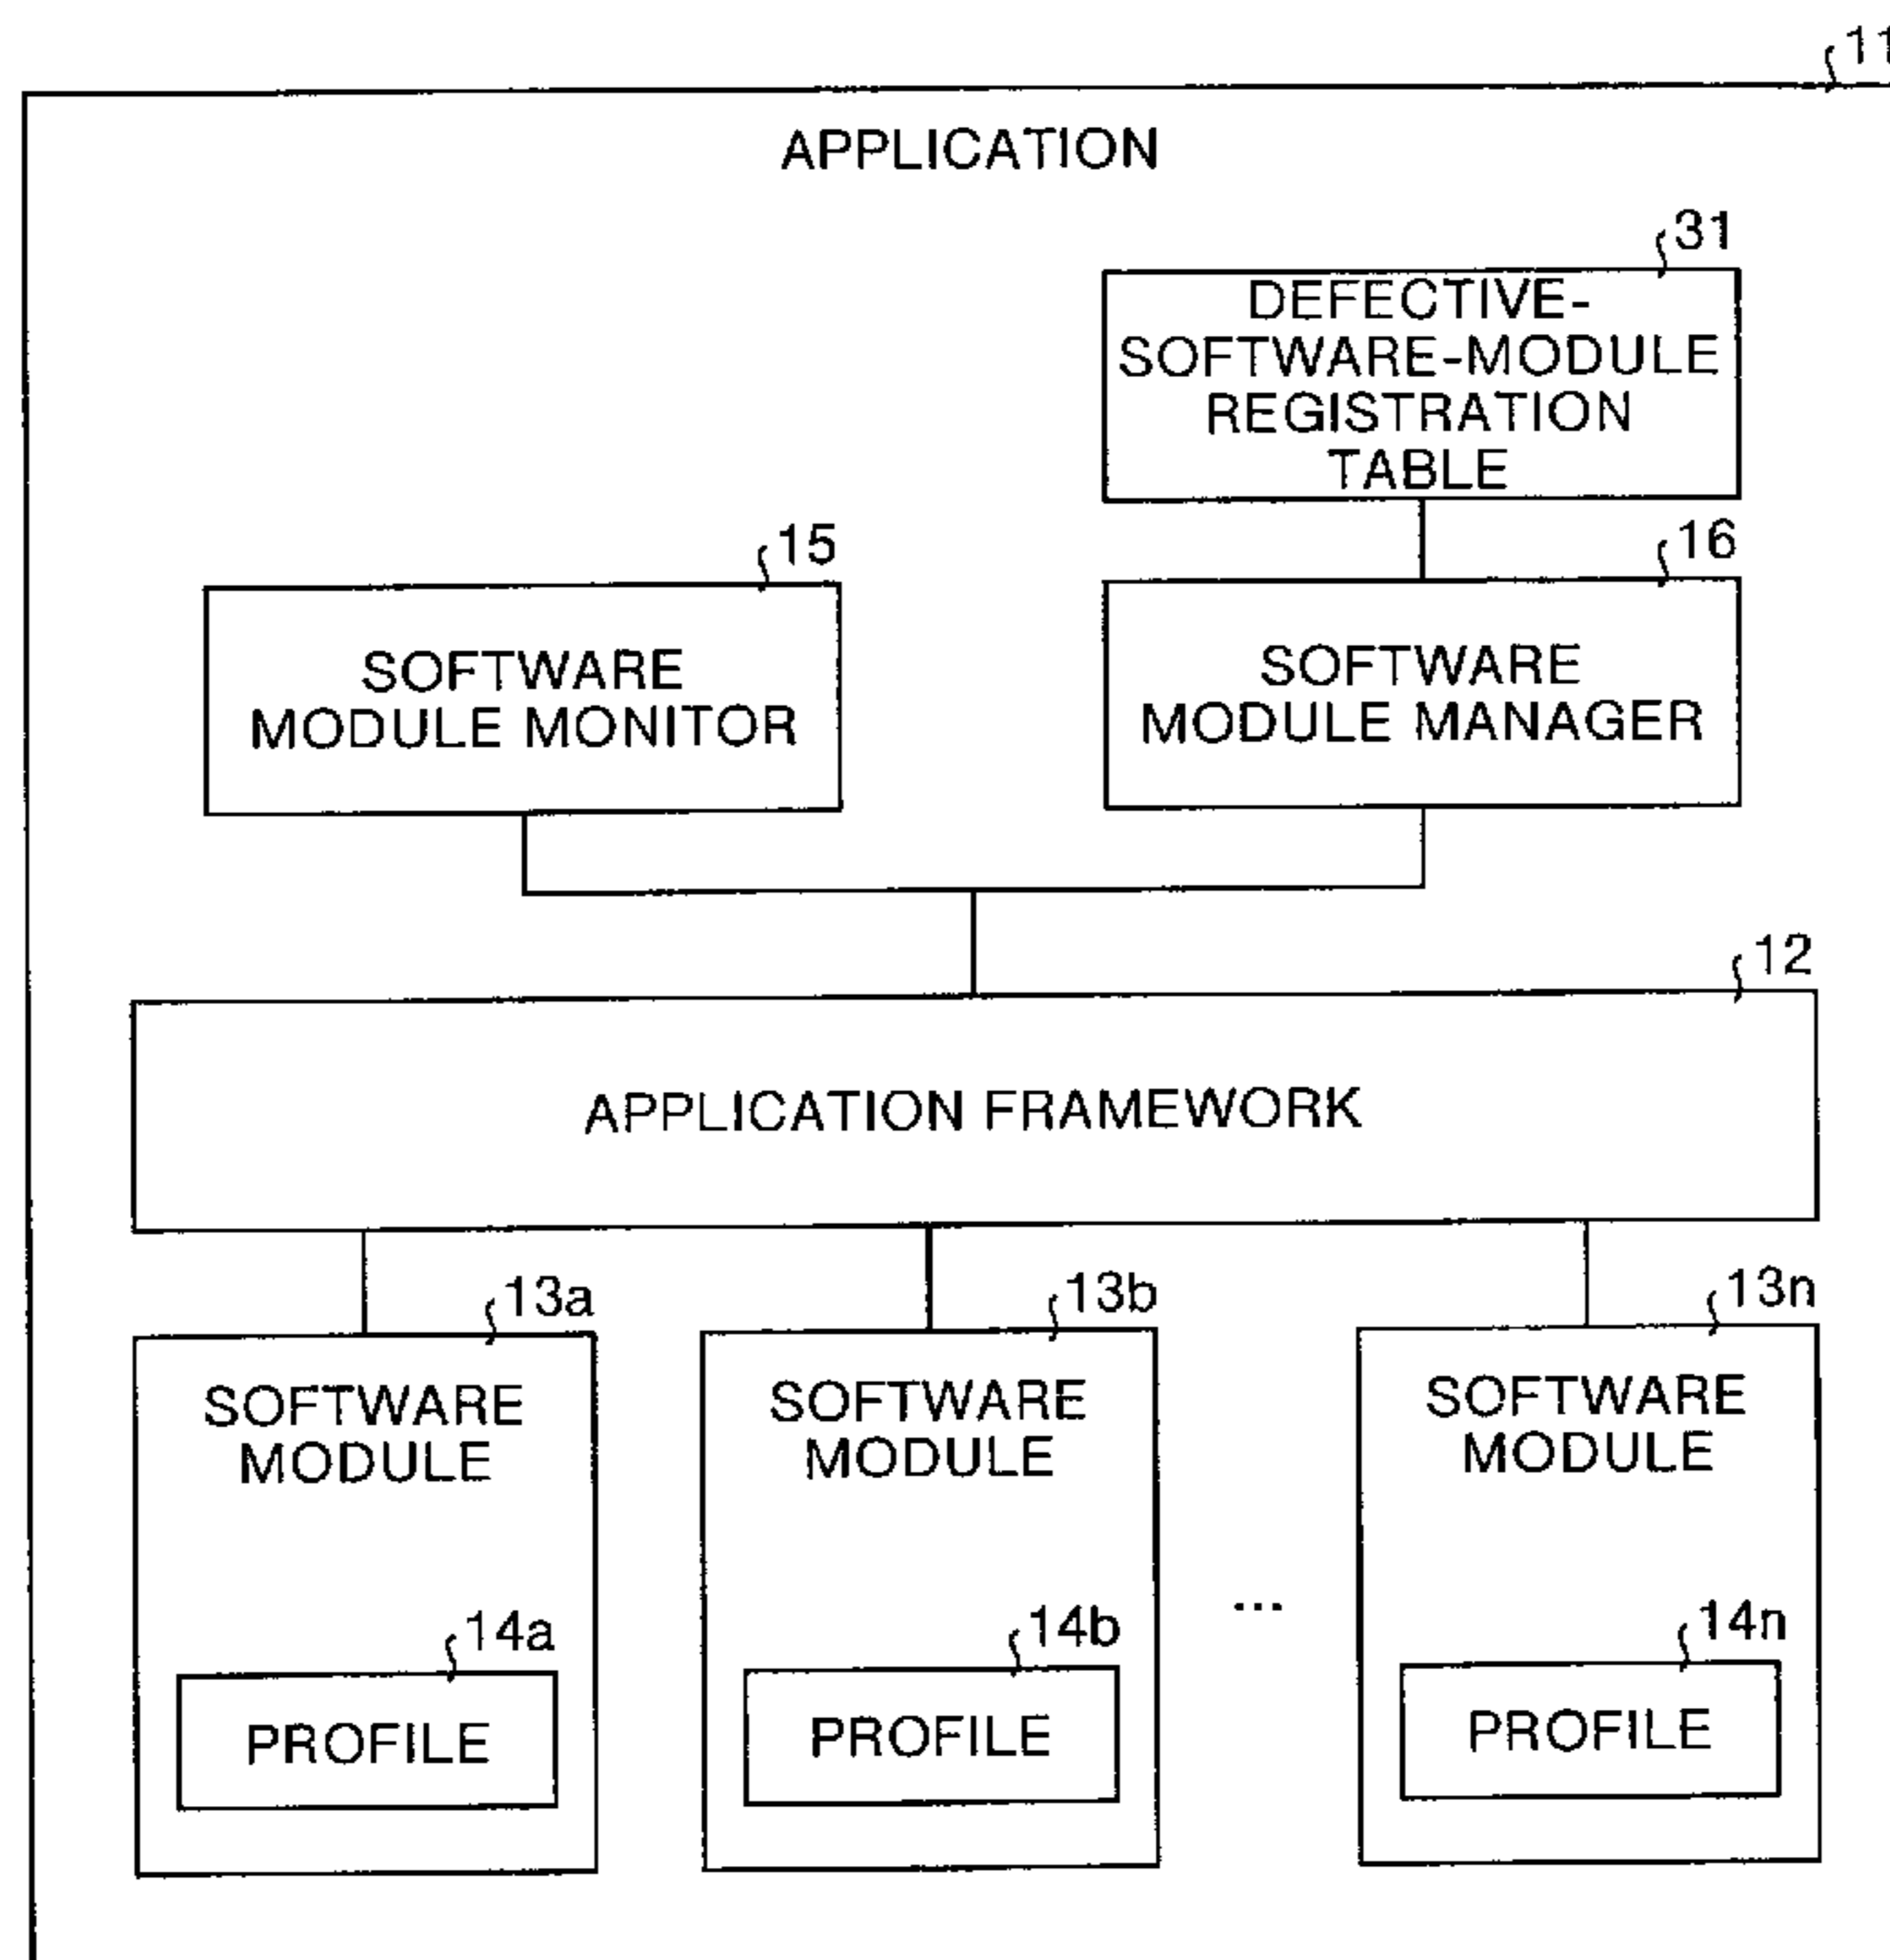 11
APPLICATION
31
DEFECTIVE-
SOFTWARE-MODULE
REGISTRATION
TABLE
15
16
SOFTWARE
MODULE MONITOR
SOFTWARE
MODULE MANAGER
12
APPLICATION FRAMEWORK
13a
13b
13n
SOFTWARE
MODULE
SOFTWARE
MODULE
SOFTWARE
MODULE
...
14a
14b
14n
PROFILE
PROFILE
PROFILE